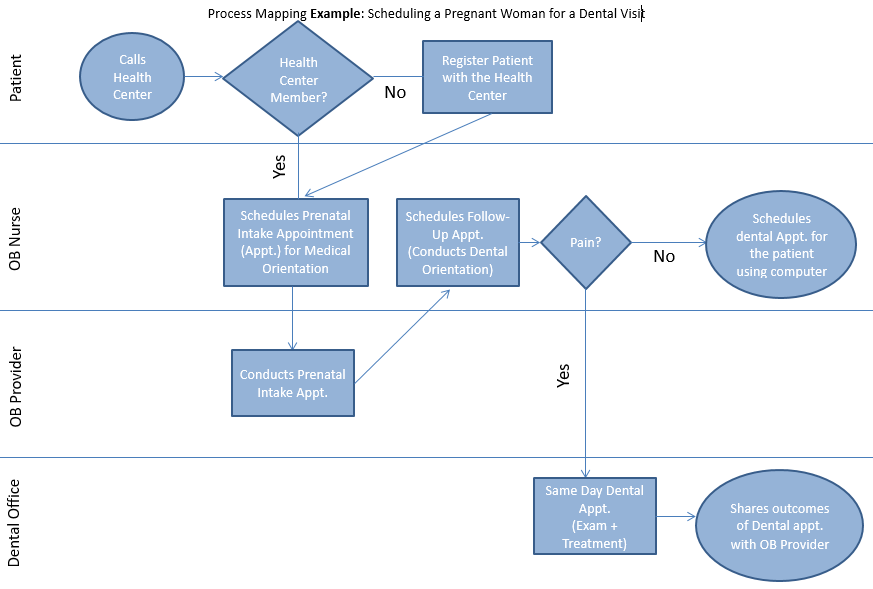 Process Mapping Example: Scheduling a Pregnant Woman for a Dental Visit
Patient
Calls
Health
Center
Health
Center
Member?
No
Register Patient
with the Health
Center
Yes
OB Nurse
Schedules Prenatal
Intake Appointment
(Appt.) for Medical
Orientation
Schedules Follow-
Up Appt.
(Conducts Dental
Orientation)
Pain?
No
Schedules
dental Appt. for
the patient
using computer
OB Provider
Conducts Prenatal
Intake Appt.
Yes
Dental Office
Same Day Dental
Appt.
(Exam +
Treatment)
Shares outcomes
of Dental appt.
with OB Provider